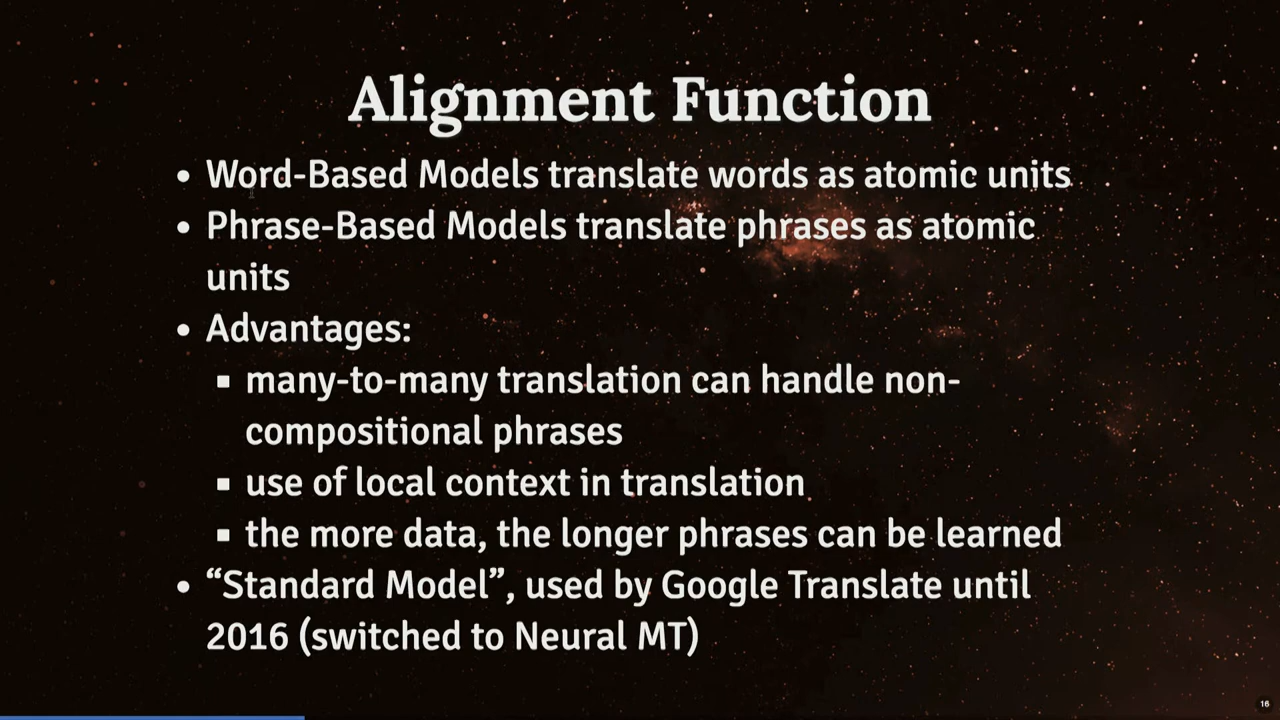 Alignment Function
• Word-Based Models translate words as atomic units
• Phrase-Based Models translate phrases as atomic
units
• Advantages:
▪ many-to-many translation can handle non-
compositional phrases
▪ use of local context in translation
▪ the more data, the longer phrases can be learned
• “Standard Model”, used by Google Translate until
2016 (switched to Neural MT)
16